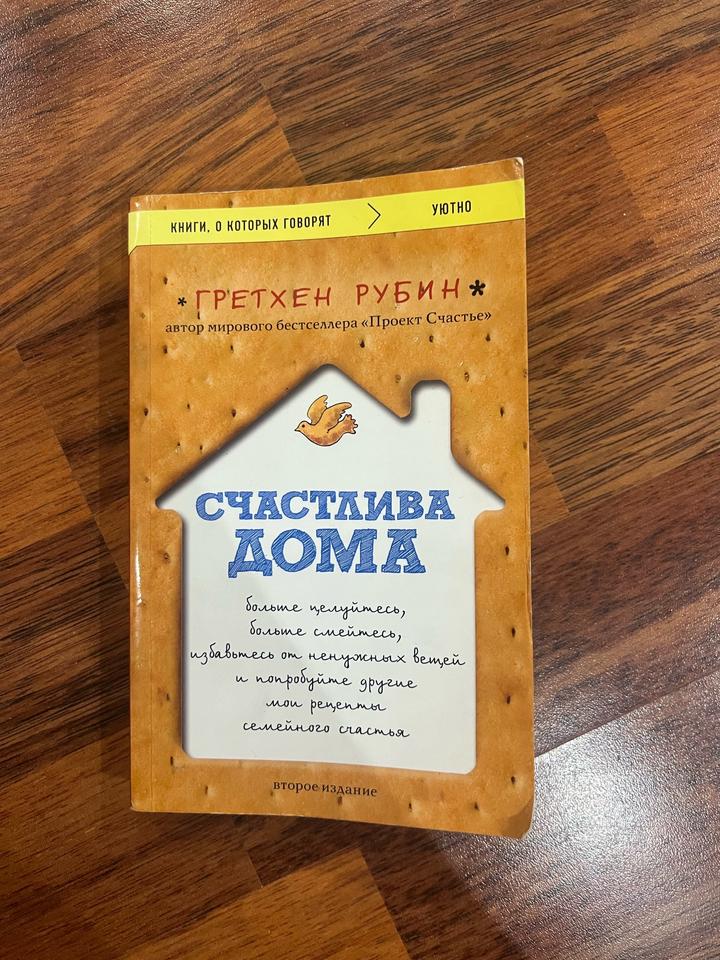 КНИГИ, О КОТОРЫХ ГОВОРЯТ > УЮТНО
*ГРЕТХЕН РУБИН*
автор мирового бестселлера «Проект Счастье»
СЧАСТЛИВА
ДОМА
больше целуйтесь,
больше смейтесь,
избавьтесь от ненужных вещей
и попробуйте другие
мои рецепты
семейного счастья
второе издание